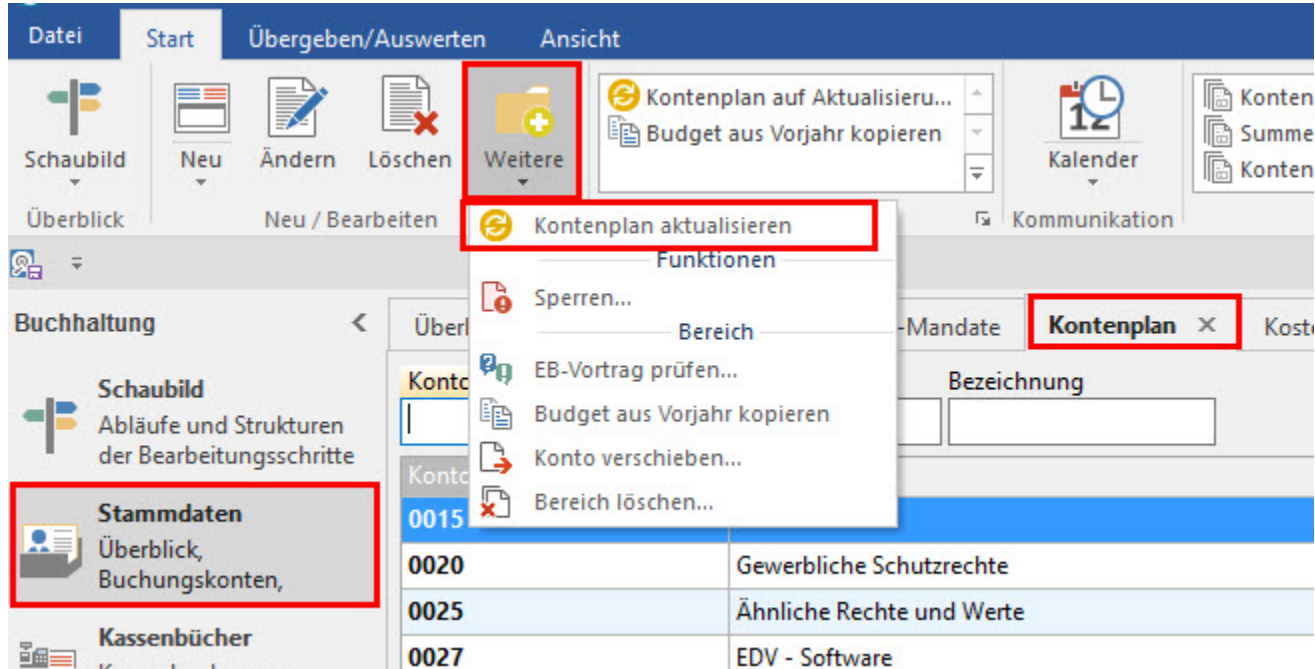 Datei Start Übergeben/Auswerten Ansicht
Kontenplan auf Aktualisieru...
Budget aus Vorjahr kopieren
Konten
Summe
Konten
Schaubild Neu Ändern Löschen Weitere Kalender
Überblick Neu / Bearbeiten Kommunikation
Kontenplan aktualisieren
Funktionen
Sperren...
Bereich
EB-Vortrag prüfen...
Budget aus Vorjahr kopieren
Konto verschieben...
Bereich löschen...
Buchhaltung
Schaubild
Abläufe und Strukturen
der Bearbeitungsschritte
Stammdaten
Überblick,
Buchungskonten,
Kassenbücher
-Mandate Kontenplan
Bezeichnung
0015
0020 Gewerbliche Schutzrechte
0025 Ähnliche Rechte und Werte
0027 EDV - Software